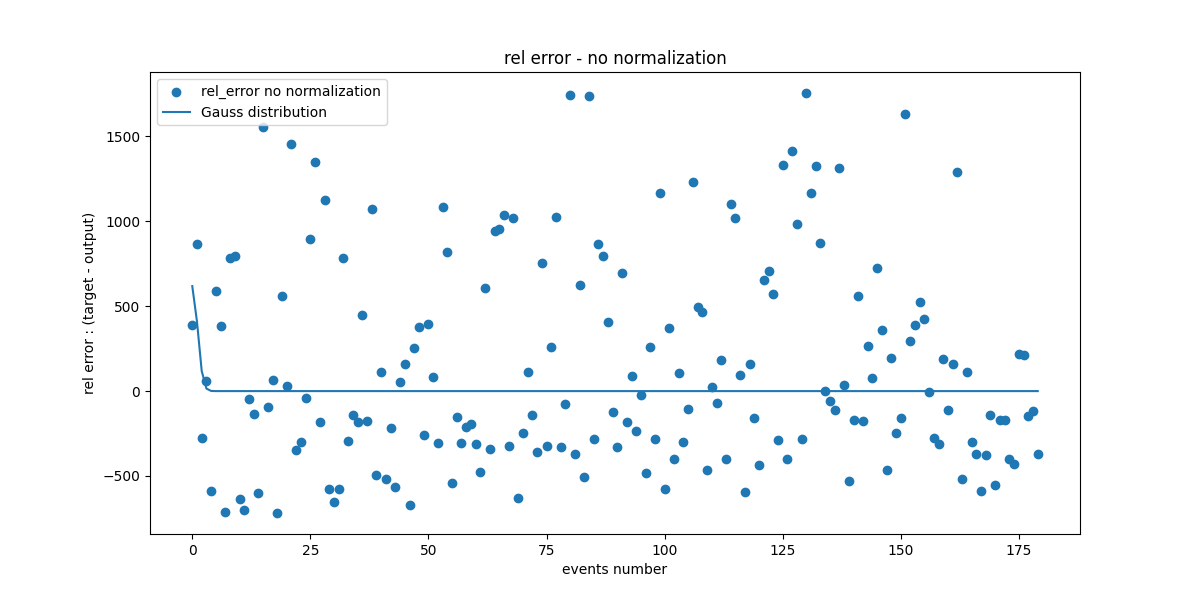 rel error - no normalization
rel_error no normalization
Gauss distribution
rel error : (target - output)
1500
1000
500
0
−500
0 25 50 75 100 125 150 175
events number